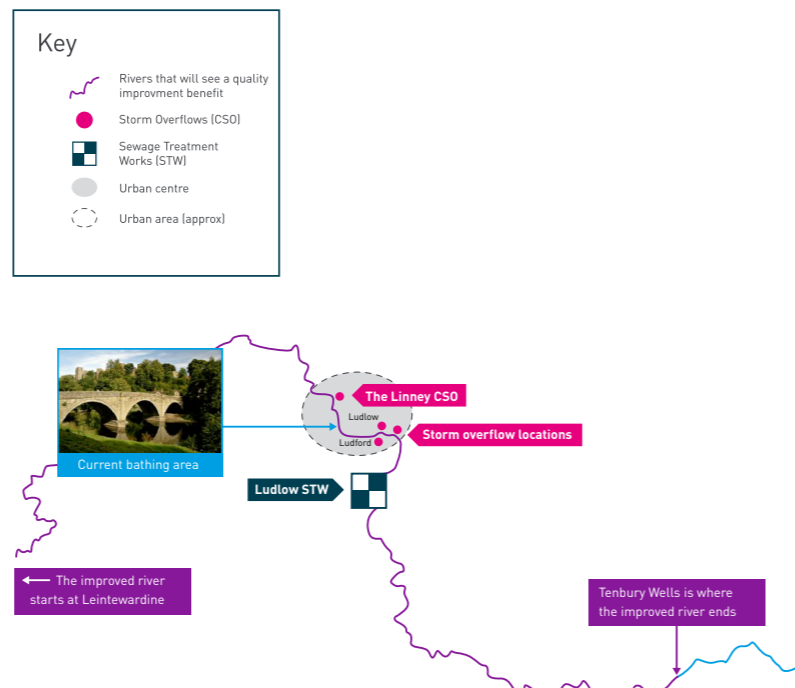 Key
Rivers that will see a quality
improvment benefit
Storm Overflows (CSO)
Sewage Treatment
Works (STW)
Urban centre
Urban area (approx)
The Linney CSO
Ludlow
Storm overflow locations
Ludford
Current bathing area
Ludlow STW
The improved river
starts at Leintewardine
Tenbury Wells is where
the improved river ends